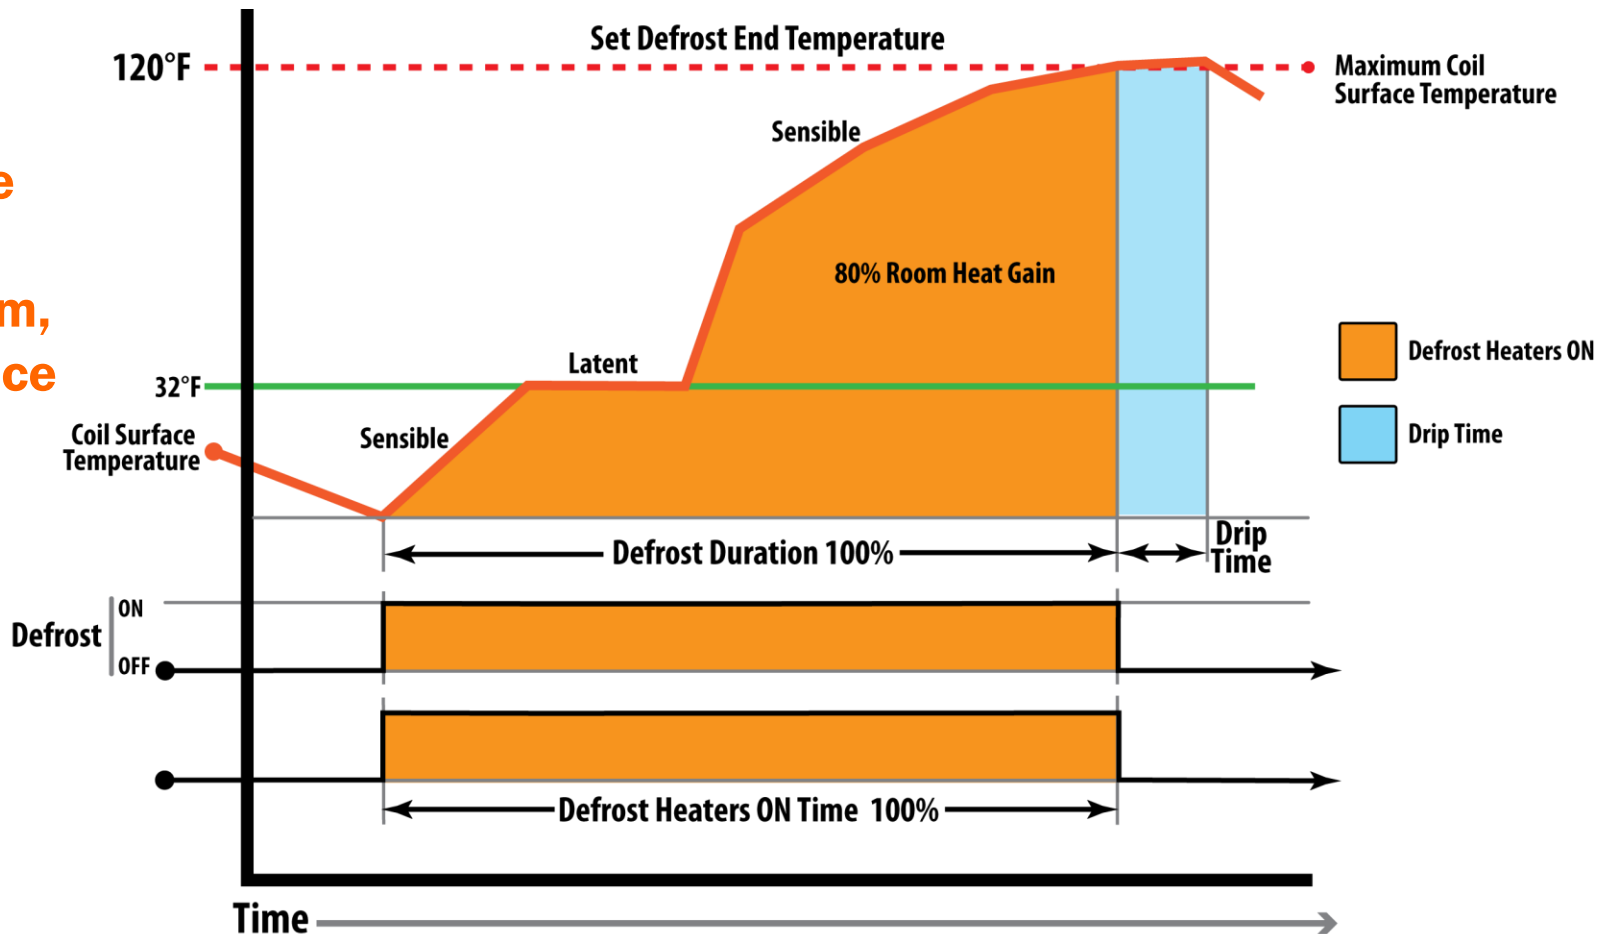 Set Defrost End Temperature
120°F
Maximum Coil
Surface Temperature
Sensible
e
80% Room Heat Gain
m,
ce
Latent
32°F
Defrost Heaters ON
Drip Time
Coil Surface
Temperature
Sensible
Defrost Duration 100%
Drip
Time
Defrost
ON
OFF
Defrost Heaters ON Time 100%
Time